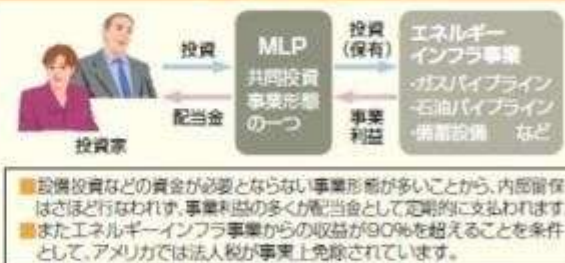 投資家
投資
配当金
MLP
共同投資
事業形態
の一つ
投資
(保有)
事業
利益
エネルギー
インフラ事業
・ガスパイプライン
・石油パイプライン
・備蓄設備 など
■設備投資などの資金が必要とならない事業形態が多いことから、内部留保
はさほど行なわれず、事業利益の多くが配当金として定期的に支払われます
■またエネルギーインフラ事業からの収益が90%を超えることを条件
として、アメリカでは法人税が事実上免除されています。